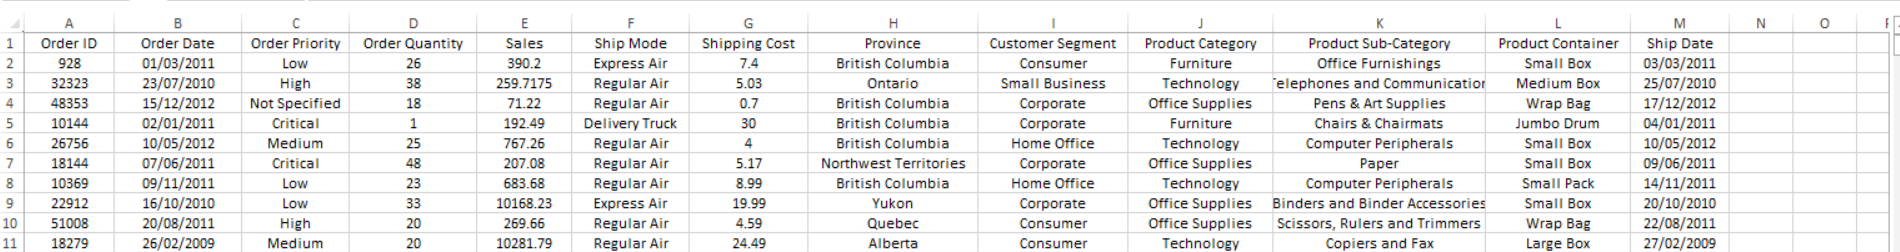 A B C D E F G H I J K L M N O
1 Order ID Order Date Order Priority Order Quantity Sales Ship Mode Shipping Cost Province Customer Segment Product Category Product Sub-Category Product Container Ship Date
2 928 01/03/2011 Low 26 390.2 Express Air 7.4 British Columbia Consumer Furniture Office Furnishings Small Box 03/03/2011
3 32323 23/07/2010 High 38 259.7175 Regular Air 5.03 Ontario Small Business Technology elephones and Communication Medium Box 25/07/2010
4 48353 15/12/2012 Not Specified 18 71.22 Regular Air 0.7 British Columbia Corporate Office Supplies Pens & Art Supplies Wrap Bag 17/12/2012
5 10144 02/01/2011 Critical 1 192.49 Delivery Truck 30 British Columbia Corporate Furniture Chairs & Chairmats Jumbo Drum 04/01/2011
6 26756 10/05/2012 Medium 25 767.26 Regular Air 4 British Columbia Home Office Technology Computer Peripherals Small Box 10/05/2012
7 18144 07/06/2011 Critical 48 207.08 Regular Air 5.17 Northwest Territories Corporate Office Supplies Paper Small Box 09/06/2011
8 10369 09/11/2011 Low 23 683.68 Regular Air 8.99 British Columbia Home Office Technology Computer Peripherals Small Pack 14/11/2011
9 22912 16/10/2010 Low 33 10168.23 Express Air 19.99 Yukon Corporate Office Supplies Binders and Binder Accessories Small Box 20/10/2010
10 51008 20/08/2011 High 20 269.66 Regular Air 4.59 Quebec Consumer Office Supplies Scissors, Rulers and Trimmers Wrap Bag 22/08/2011
11 18279 26/02/2009 Medium 20 10281.79 Regular Air 24.49 Alberta Consumer Technology Copiers and Fax Large Box 27/02/2009